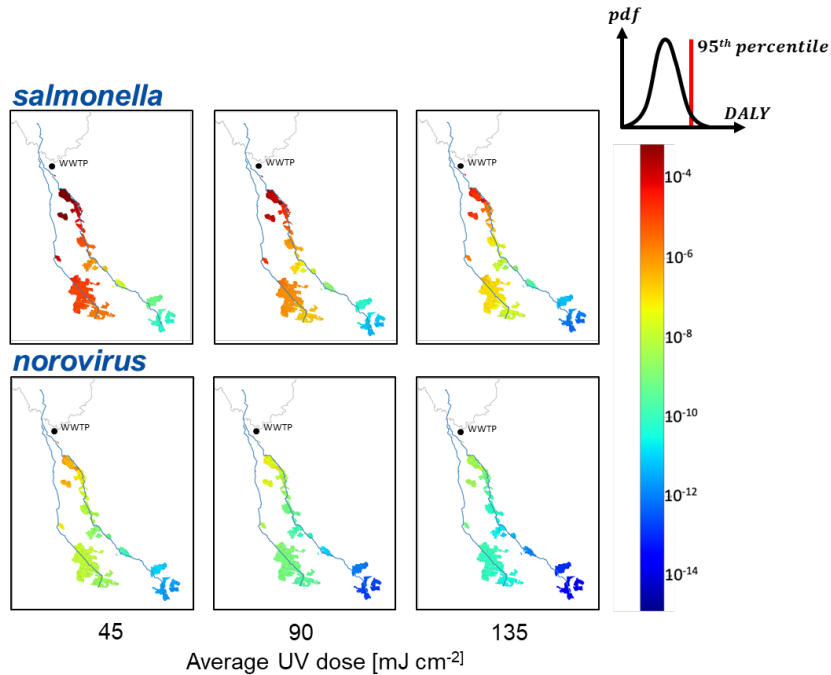 pdf
95th percentile
DALY
salmonella
WWTP
WWTP
WWTP
10-4
10-6
10-8
10-10
10-12
10-14
norovirus
WWTP
WWTP
WWTP
45
90
135
Average UV dose [mJ cm-2]